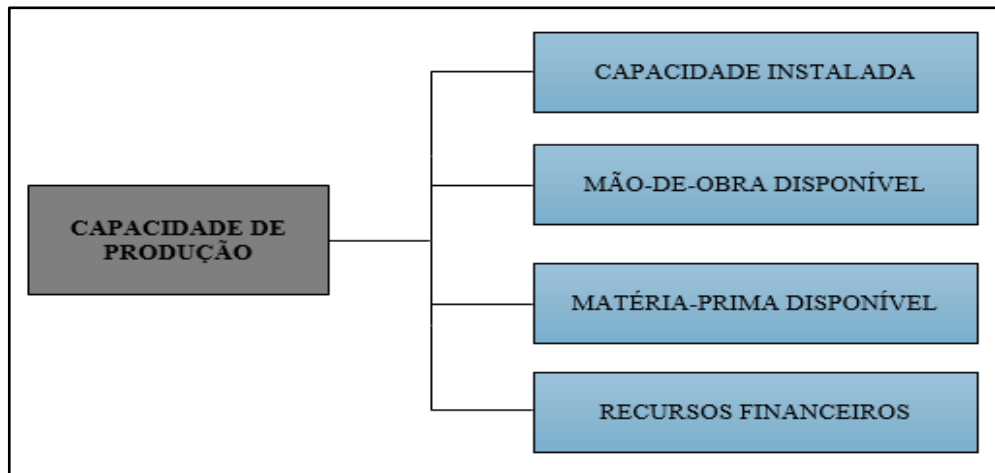 CAPACIDADE DE
PRODUÇÃO
CAPACIDADE INSTALADA
MÃO-DE-OBRA DISPONÍVEL
MATÉRIA-PRIMA DISPONÍVEL
RECURSOS FINANCEIROS